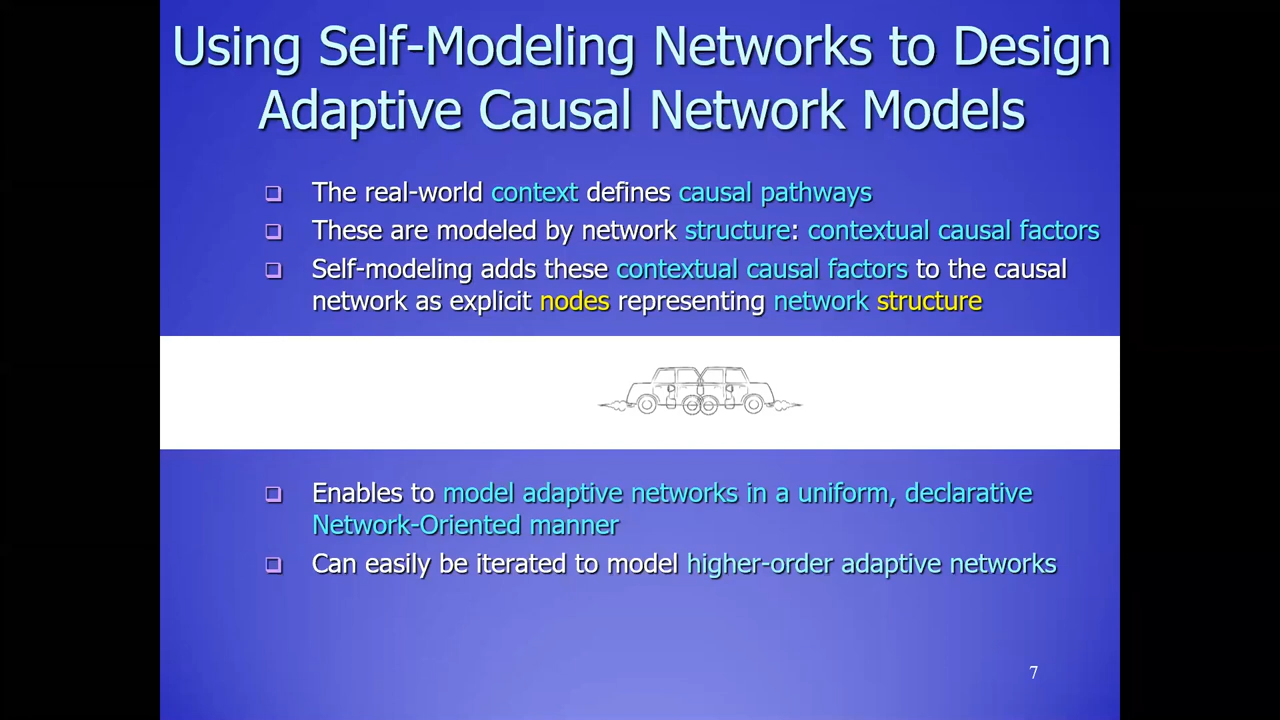 Using Self-Modeling Networks to Design
Adaptive Causal Network Models
The real-world context defines causal pathways
These are modeled by network structure: contextual causal factors
Self-modeling adds these contextual causal factors to the causal
network as explicit nodes representing network structure
Enables to model adaptive networks in a uniform, declarative
Network-Oriented manner
Can easily be iterated to model higher-order adaptive networks
7